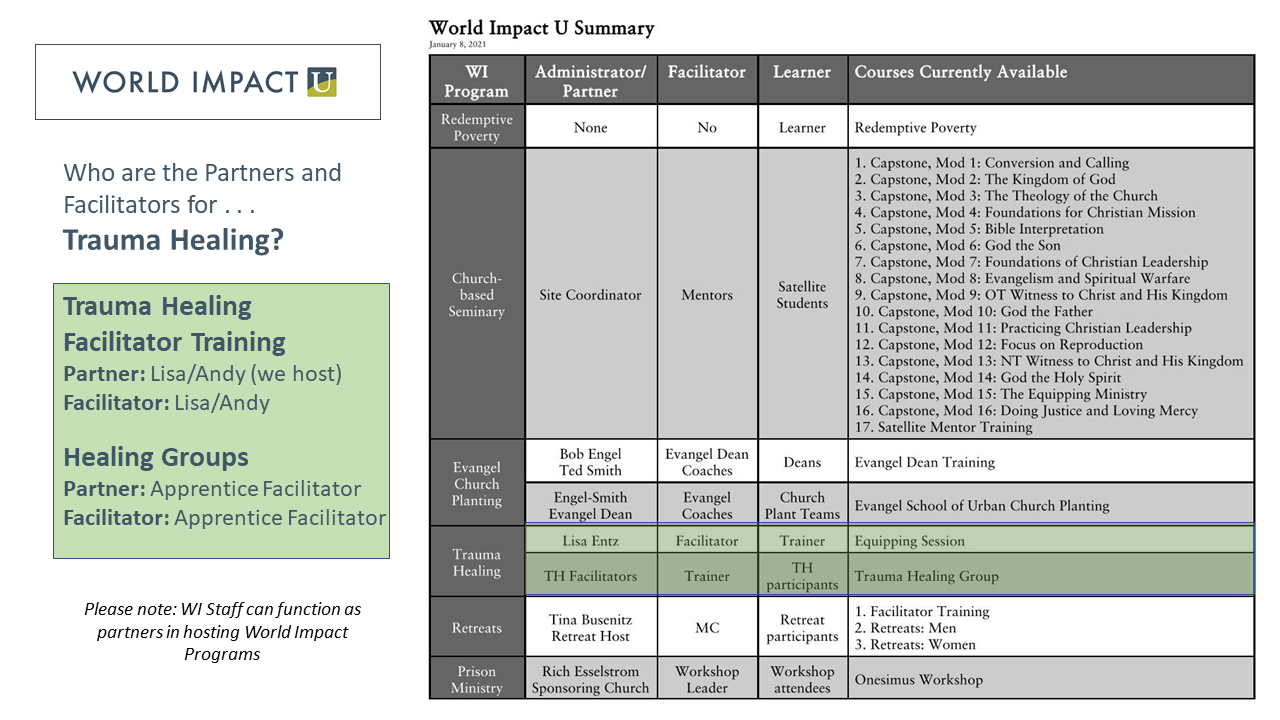 WORLD IMPACT U
Who are the Partners and
Facilitators for . . .
Trauma Healing?
Trauma Healing
Facilitator Training
Partner: Lisa/Andy (we host)
Facilitator: Lisa/Andy
Healing Groups
Partner: Apprentice Facilitator
Facilitator: Apprentice Facilitator
Please note: WI Staff can function as
partners in hosting World Impact
Programs
World Impact U Summary
January 8, 2021
WI
Program
Administrator/
Partner
Facilitator
Learner
Courses Currently Available
Redemptive
Poverty
None
No
Learner
Redemptive Poverty
Church-
based
Seminary
Site Coordinator
Mentors
Satellite
Students
1. Capstone, Mod 1: Conversion and Calling
2. Capstone, Mod 2: The Kingdom of God
3. Capstone, Mod 3: The Theology of the Church
4. Capstone, Mod 4: Foundations for Christian Mission
5. Capstone, Mod 5: Bible Interpretation
6. Capstone, Mod 6: God the Son
7. Capstone, Mod 7: Foundations of Christian Leadership
8. Capstone, Mod 8: Evangelism and Spiritual Warfare
9. Capstone, Mod 9: OT Witness to Christ and His Kingdom
10. Capstone, Mod 10: God the Father
11. Capstone, Mod 11: Practicing Christian Leadership
12. Capstone, Mod 12: Focus on Reproduction
13. Capstone, Mod 13: NT Witness to Christ and His Kingdom
14. Capstone, Mod 14: God the Holy Spirit
15. Capstone, Mod 15: The Equipping Ministry
16. Capstone, Mod 16: Doing Justice and Loving Mercy
17. Satellite Mentor Training
Evangel
Church
Planting
Bob Engel
Ted Smith
Evangel Dean
Coaches
Deans
Evangel Dean Training
Engel-Smith
Evangel Dean
Evangel
Coaches
Church
Plant Teams
Evangel School of Urban Church Planting
Trauma
Healing
Lisa Entz
Facilitator
Trainer
Equipping Session
TH Facilitators
Trainer
TH
participants
Trauma Healing Group
Retreats
Tina Busenitz
Retreat Host
MC
Retreat
participants
1. Facilitator Training
2. Retreats: Men
3. Retreats: Women
Prison
Ministry
Rich Esselstrom
Sponsoring Church
Workshop
Leader
Workshop
attendees
Onesimus Workshop